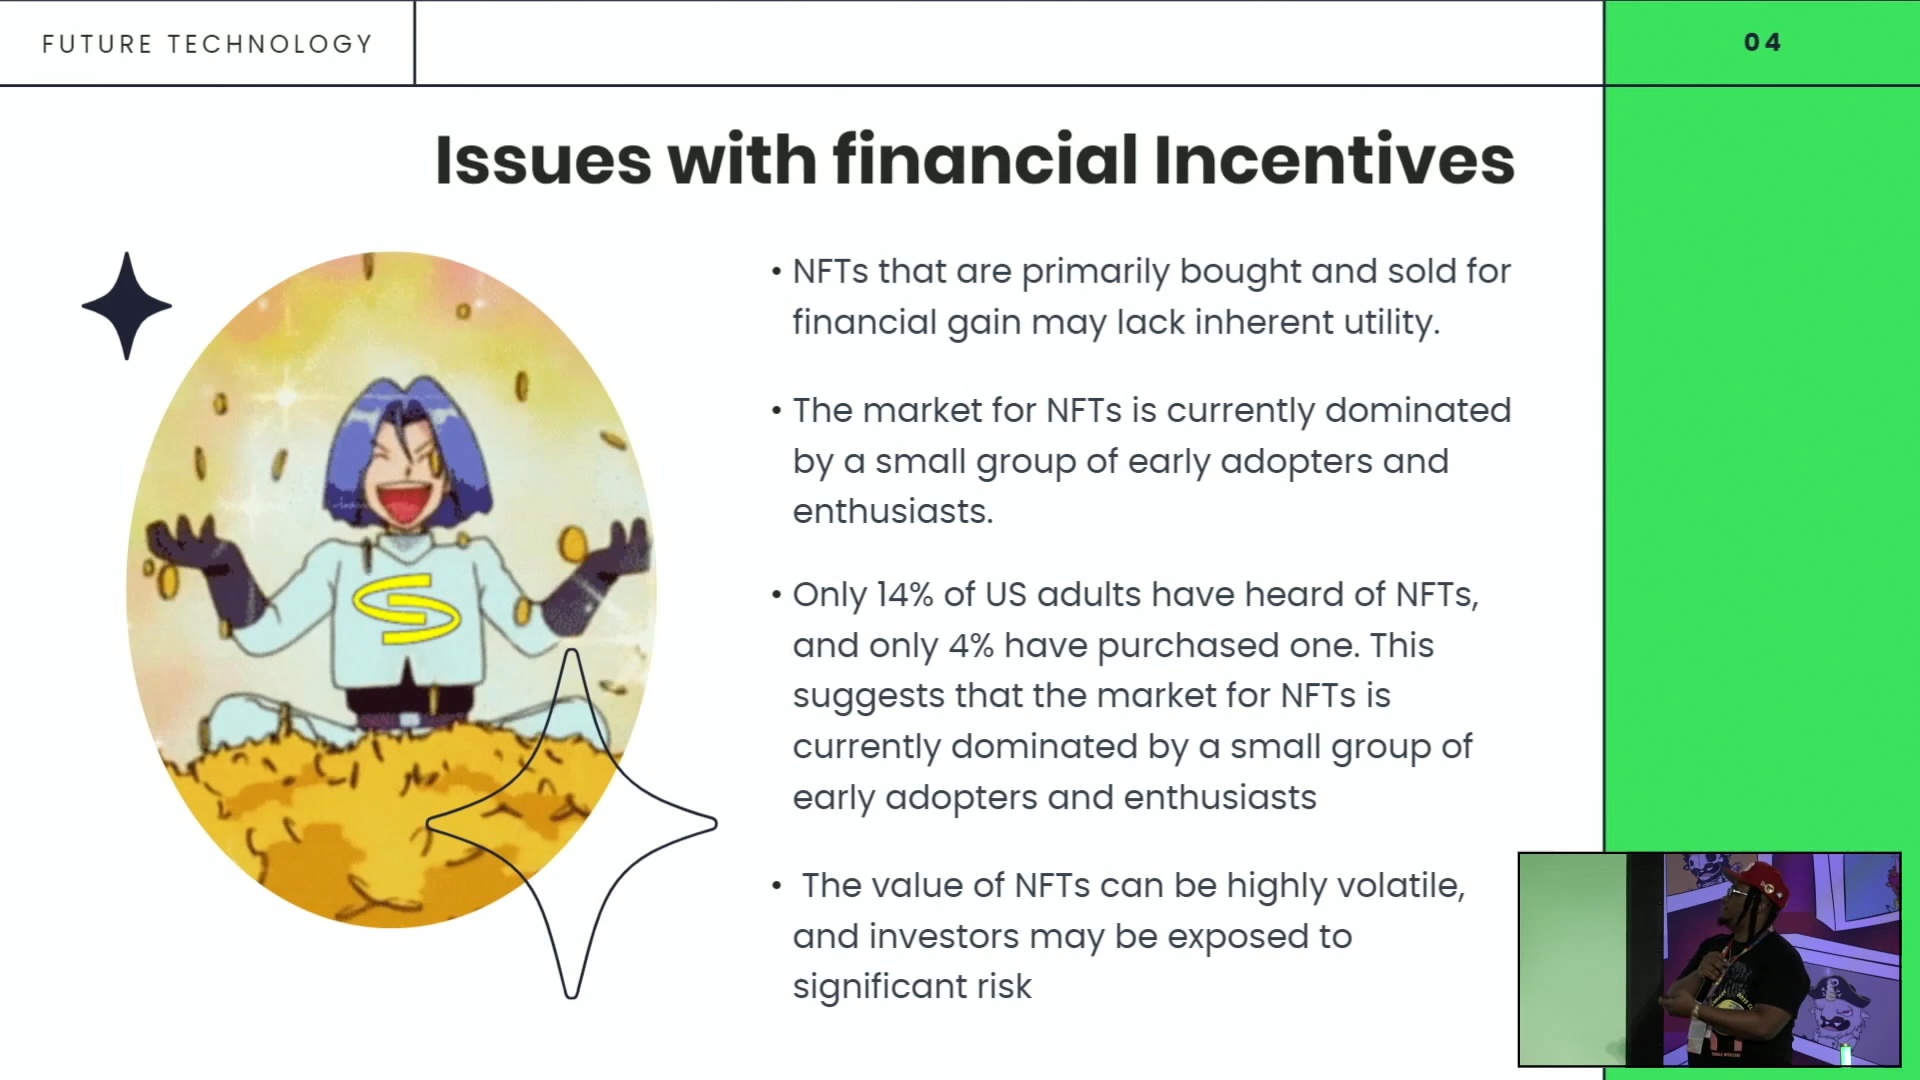 FUTURE TECHNOLOGY
04
Issues with financial Incentives
• NFTs that are primarily bought and sold for
financial gain may lack inherent utility.
• The market for NFTs is currently dominated
by a small group of early adopters and
enthusiasts.
• Only 14% of US adults have heard of NFTs,
and only 4% have purchased one. This
suggests that the market for NFTs is
currently dominated by a small group of
early adopters and enthusiasts
• The value of NFTs can be highly volatile,
and investors may be exposed to
significant risk